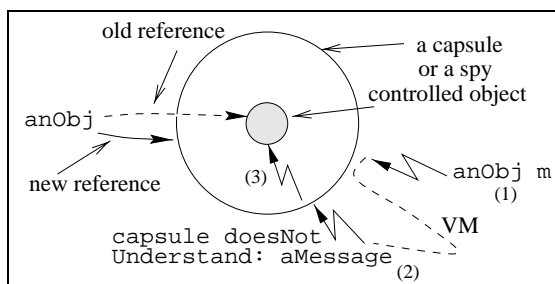 old reference
a capsule
or a spy
controlled object
anObj
new reference
(3)
anObj m
(1)
VM
capsule doesNot
Understand: aMessage
(2)